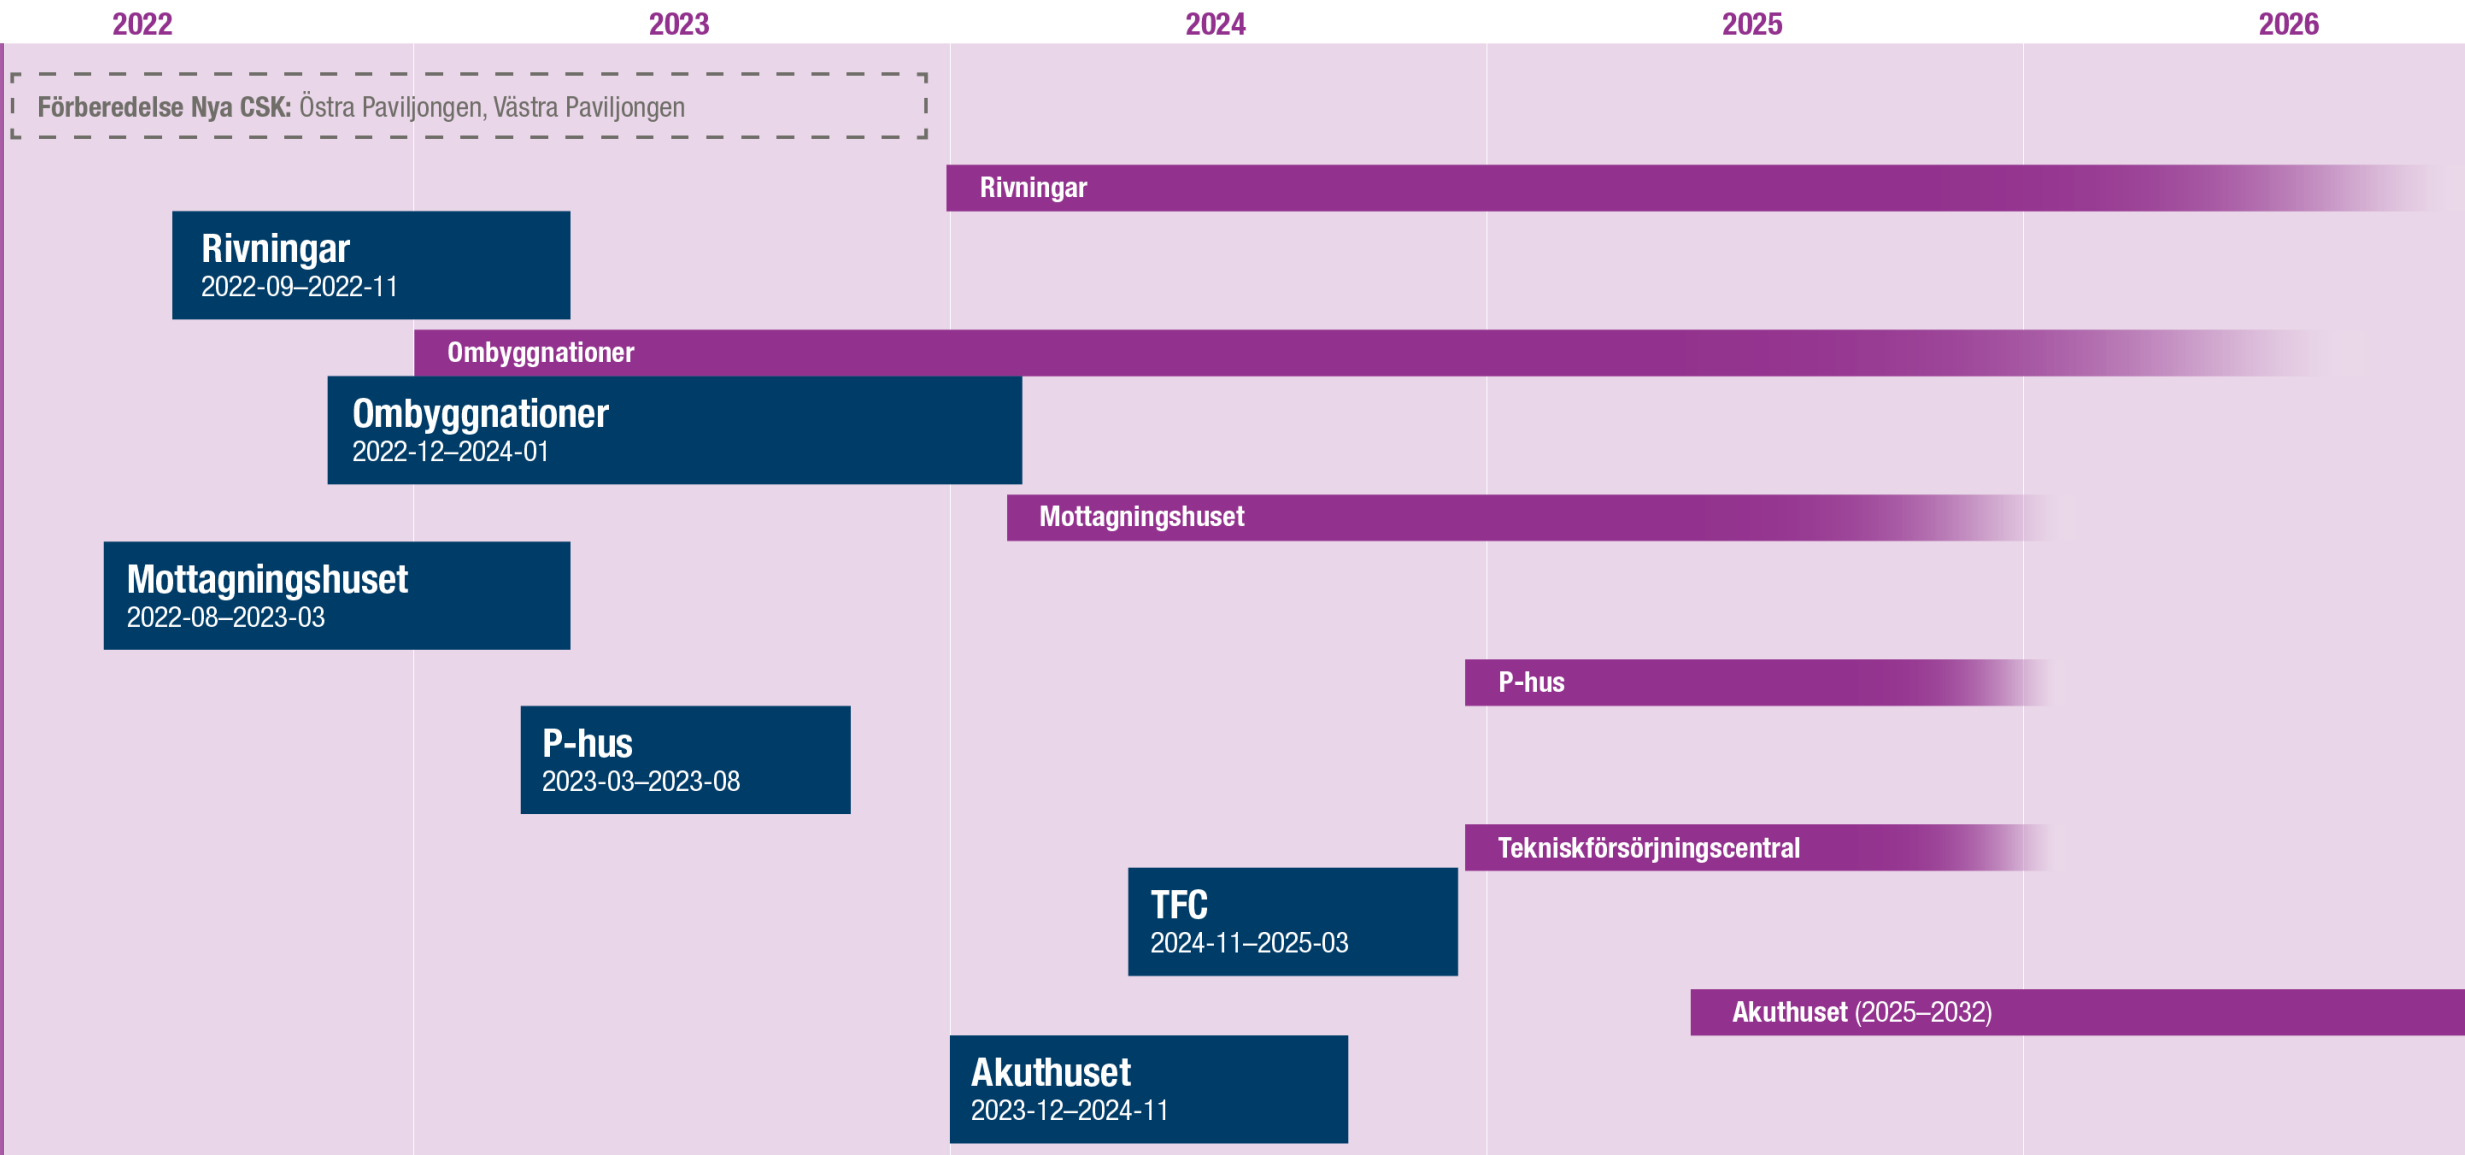 2022 2023 2024 2025 2026
Förberedelse Nya CSK: Östra Paviljongen, Västra Paviljongen
Rivningar
Rivningar
2022-09–2022-11
Ombyggnationer
Ombyggnationer
2022-12–2024-01
Mottagningshuset
Mottagningshuset
2022-08–2023-03
P-hus
P-hus
2023-03–2023-08
Tekniskförsörjningscentral
TFC
2024-11–2025-03
Akuthuset (2025–2032)
Akuthuset
2023-12–2024-11